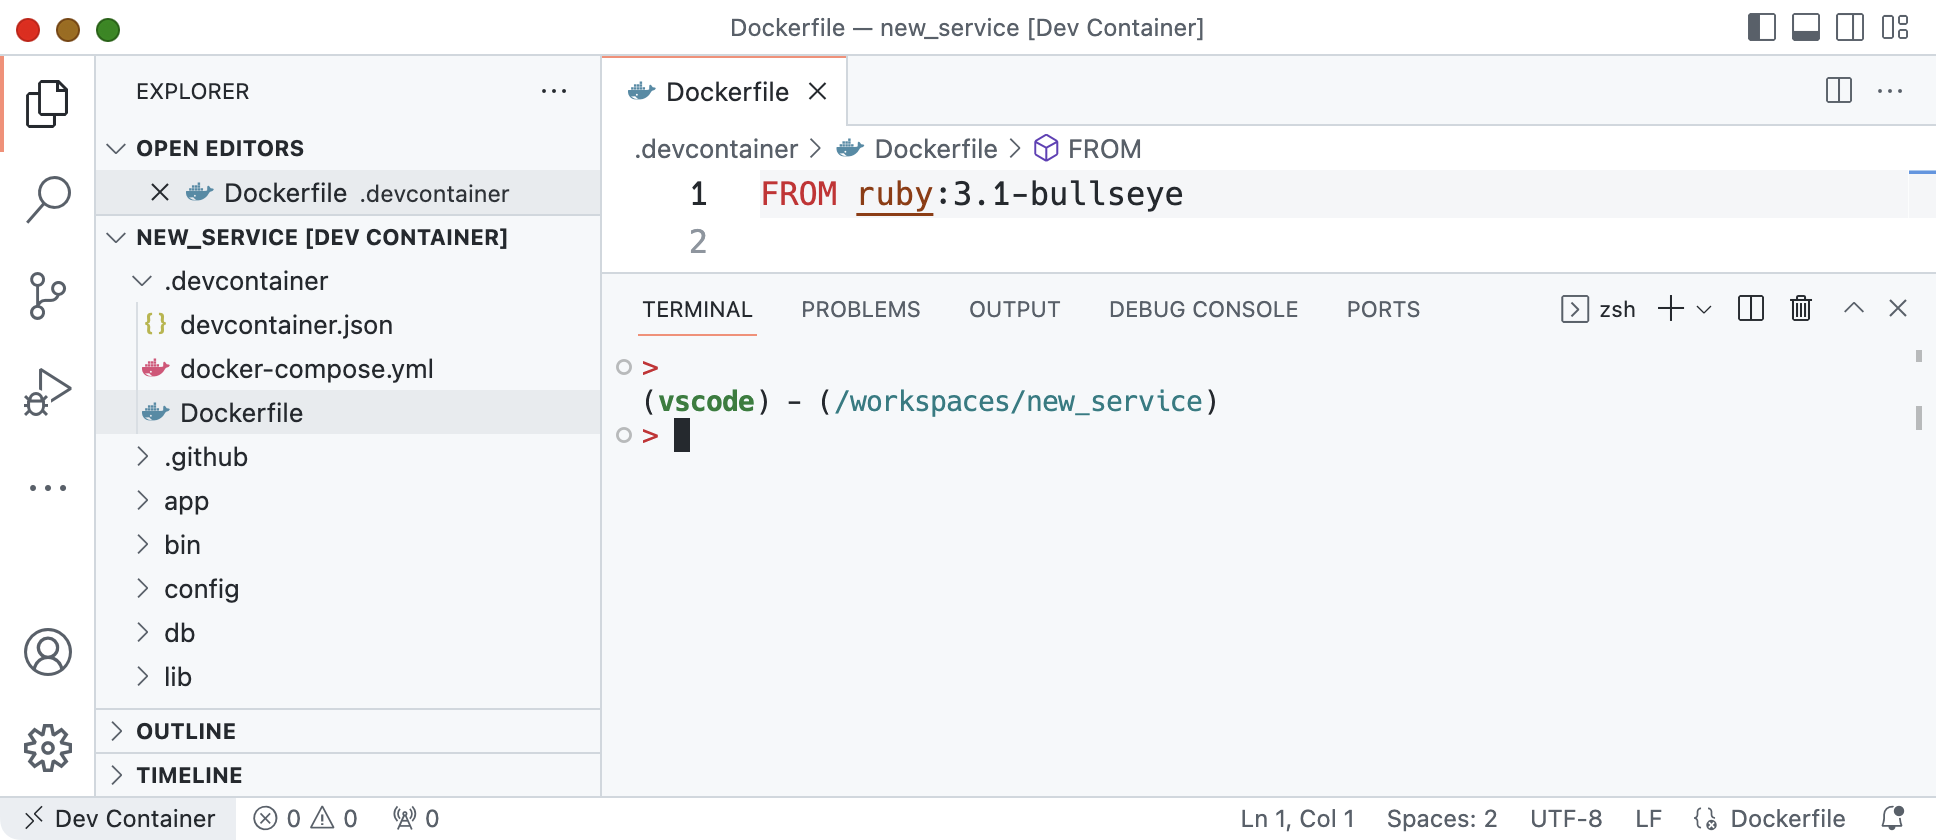 Dockerfile — new_service [Dev Container]
EXPLORER
OPEN EDITORS
Dockerfile .devcontainer
NEW_SERVICE [DEV CONTAINER]
.devcontainer
devcontainer.json
docker-compose.yml
Dockerfile
.github
app
bin
config
db
lib
OUTLINE
TIMELINE
Dockerfile
.devcontainer > Dockerfile > FROM
1 FROM ruby:3.1-bullseye
2
TERMINAL PROBLEMS OUTPUT DEBUG CONSOLE PORTS zsh
>
(vscode) - (/workspaces/new_service)
>
Dev Container 0 0 0 Ln 1, Col 1 Spaces: 2 UTF-8 LF Dockerfile